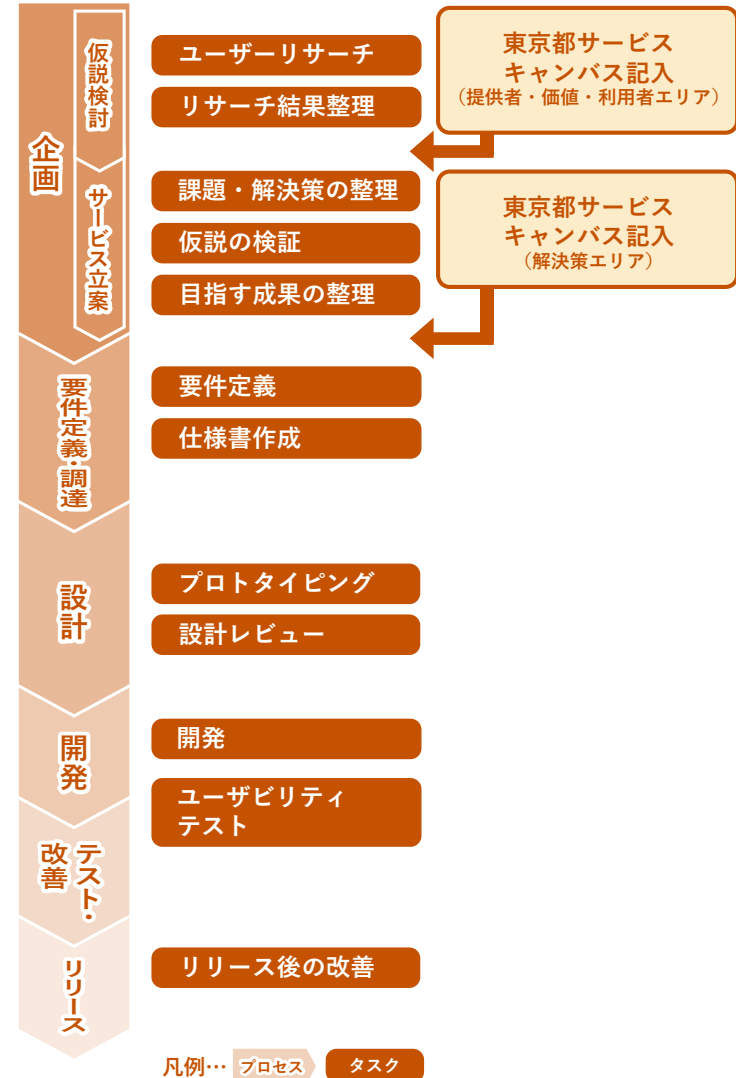 企画
仮説検討
ユーザーリサーチ
リサーチ結果整理
東京都サービス
キャンバス記入
（提供者・価値・利用者エリア）
サービス立案
課題・解決策の整理
仮説の検証
目指す成果の整理
東京都サービス
キャンバス記入
（解決策エリア）
要件定義・調達
要件定義
仕様書作成
設計
プロトタイピング
設計レビュー
開発
開発
ユーザビリティ
テスト
テスト・
改善
リリース
リリース後の改善
凡例… プロセス タスク